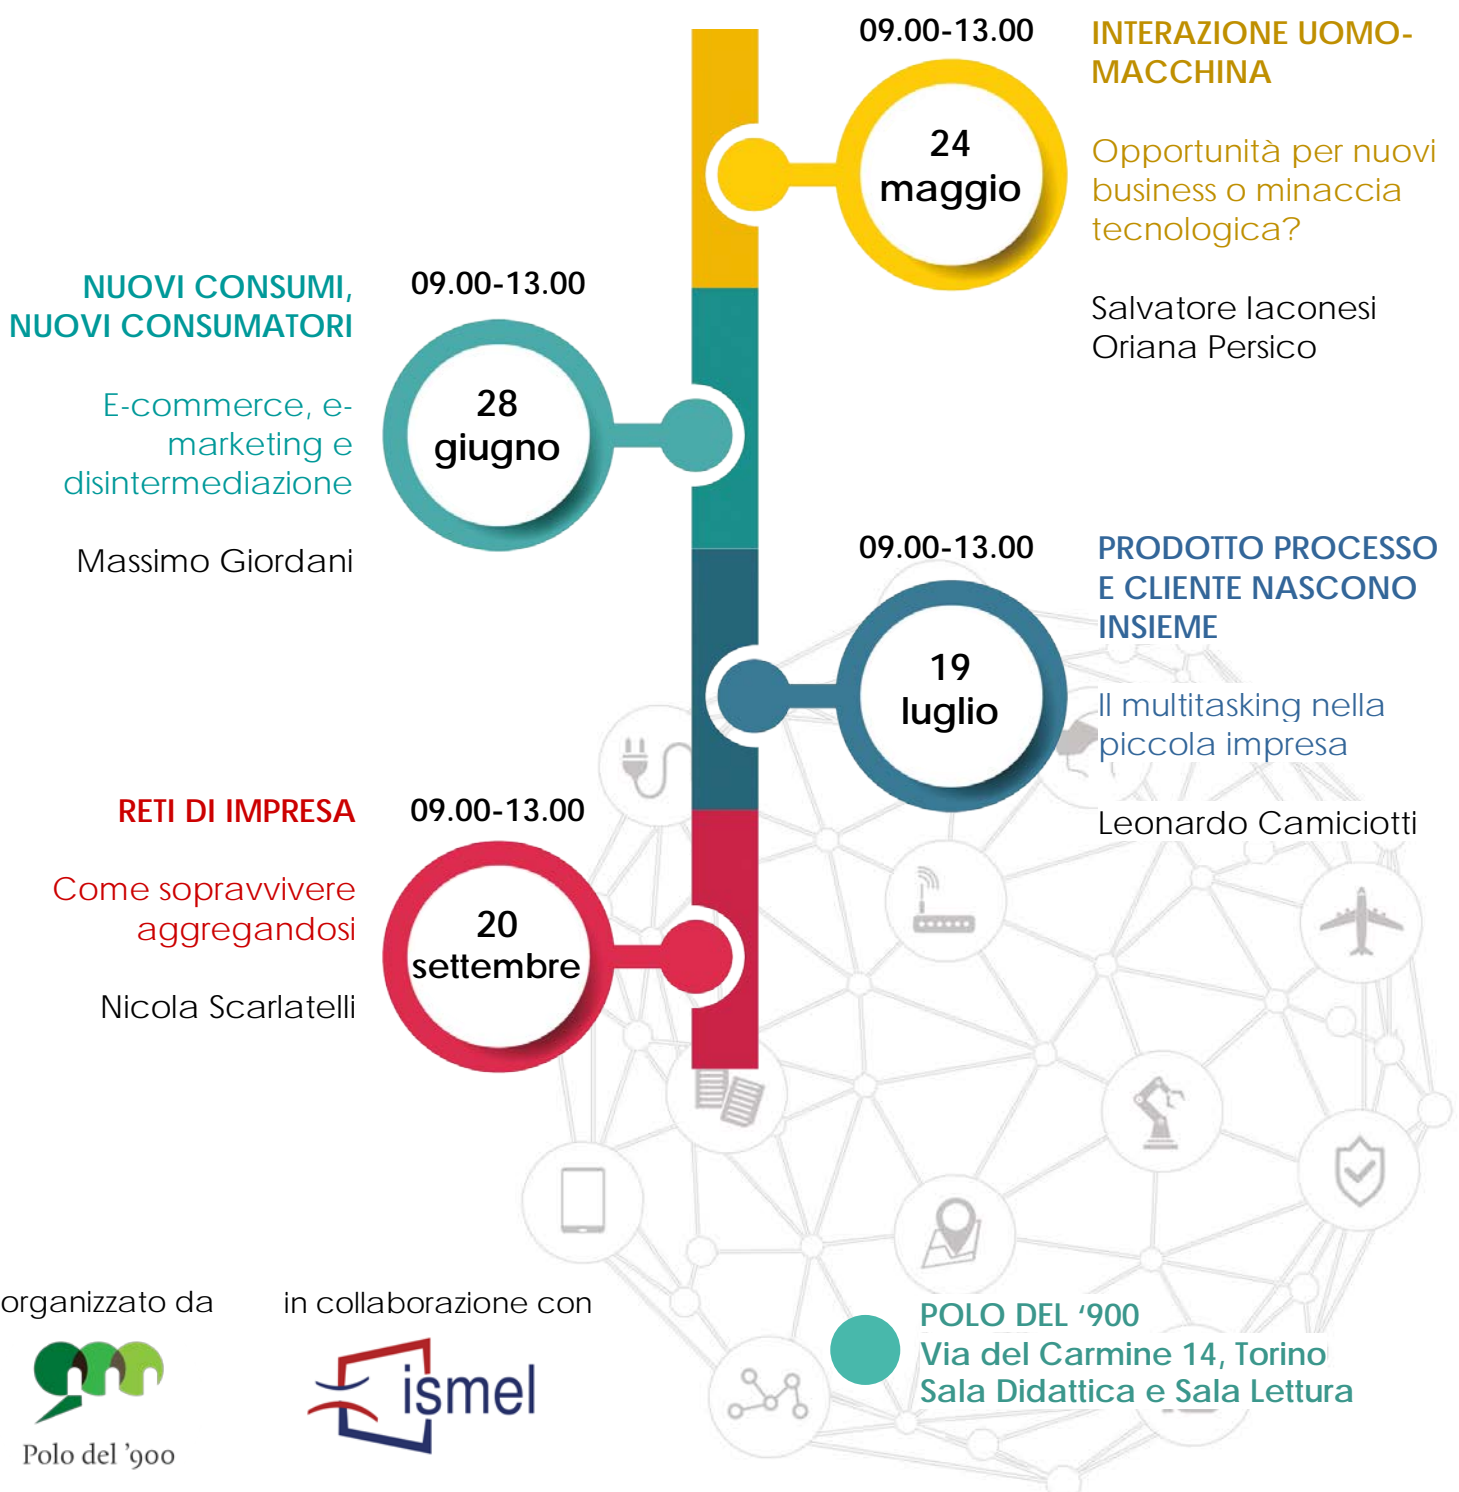 09.00-13.00
INTERAZIONE UOMO-
MACCHINA
24
maggio
Opportunità per nuovi
business o minaccia
tecnologica?
Salvatore Iaconesi
Oriana Persico
NUOVI CONSUMI,
NUOVI CONSUMATORI
09.00-13.00
28
giugno
E-commerce, e-
marketing e
disintermediazione
Massimo Giordani
09.00-13.00
PRODOTTO PROCESSO
E CLIENTE NASCONO
INSIEME
19
luglio
Il multitasking nella
piccola impresa
Leonardo Camiciotti
RETI DI IMPRESA
09.00-13.00
20
settembre
Come sopravvivere
aggregandosi
Nicola Scarlatelli
organizzato da
Polo del '900
in collaborazione con
ismel
POLO DEL ‘900
Via del Carmine 14, Torino
Sala Didattica e Sala Lettura